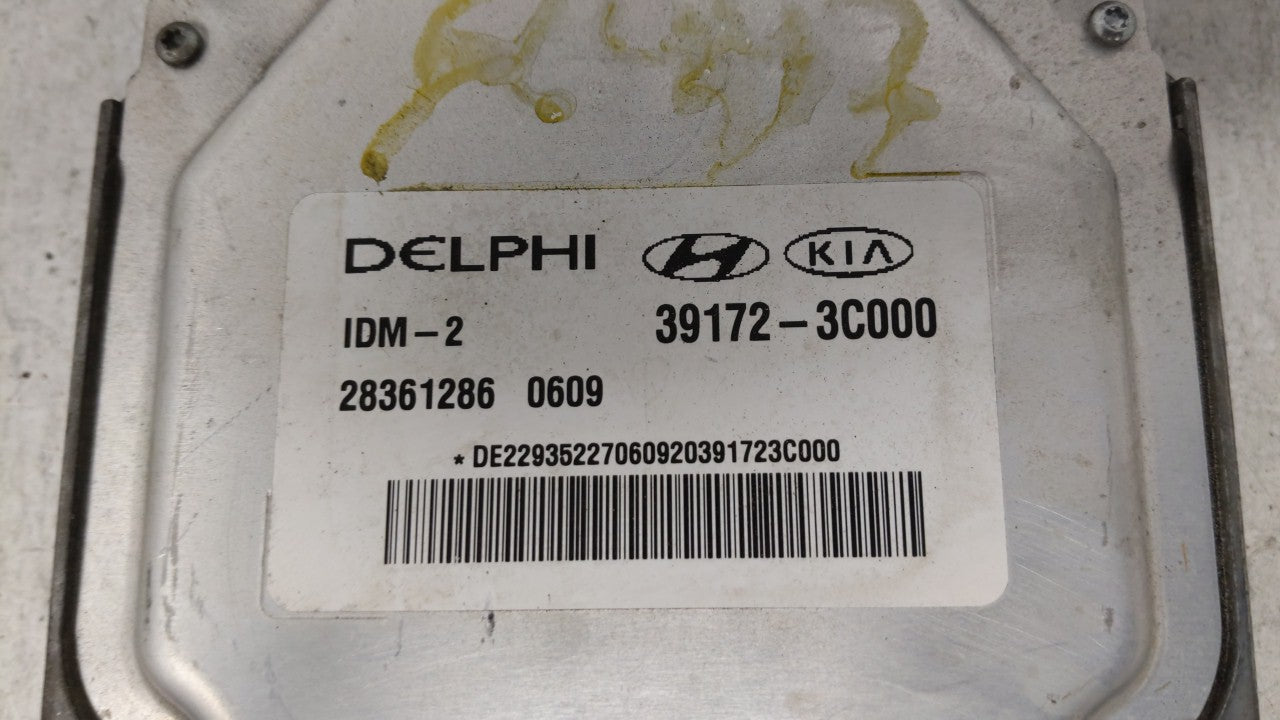 DELPHI H KIA
IDM-2 39172-3C000
28361286 0609
*DE22935227060920391723C000